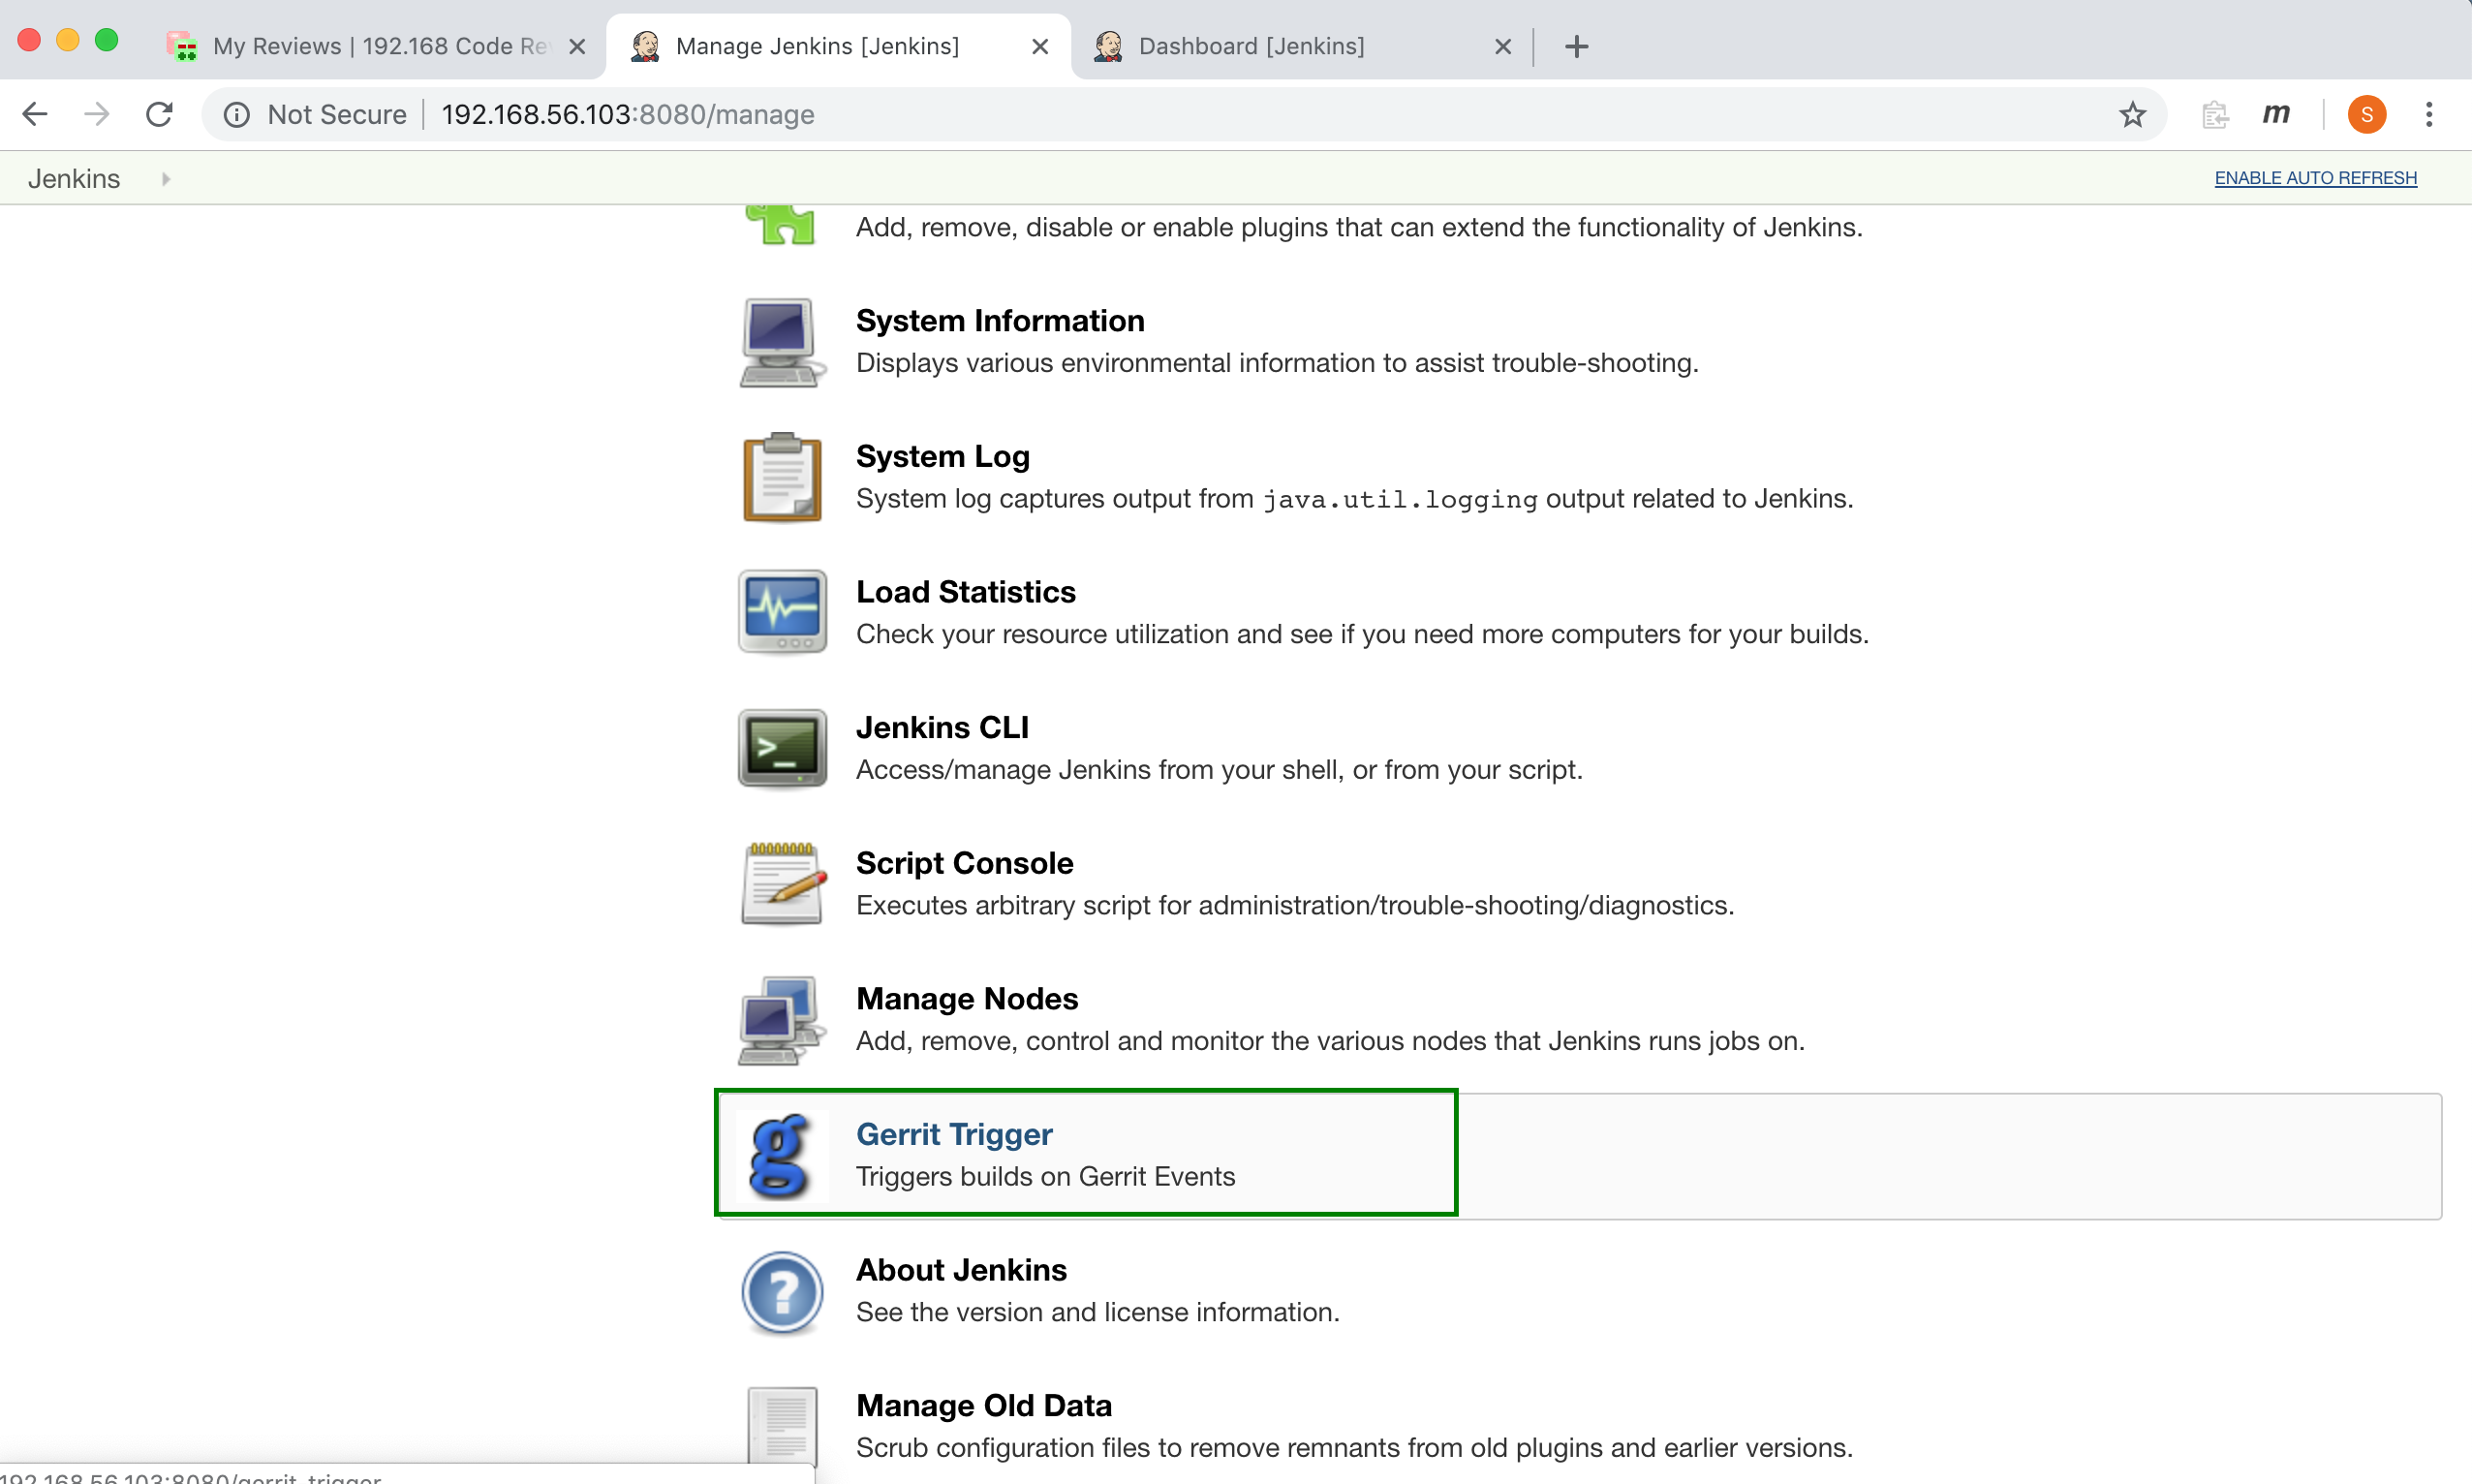 My Reviews | 192.168 Code Re
Manage Jenkins [Jenkins]
Dashboard [Jenkins]
Not Secure
192.168.56.103:8080/manage
m
S
Jenkins
ENABLE AUTO REFRESH
Add, remove, disable or enable plugins that can extend the functionality of Jenkins.
System Information
Displays various environmental information to assist trouble-shooting.
System Log
System log captures output from java.util.logging output related to Jenkins.
Load Statistics
Check your resource utilization and see if you need more computers for your builds.
Jenkins CLI
Access/manage Jenkins from your shell, or from your script.
Script Console
Executes arbitrary script for administration/trouble-shooting/diagnostics.
Manage Nodes
Add, remove, control and monitor the various nodes that Jenkins runs jobs on.
g
Gerrit Trigger
Triggers builds on Gerrit Events
About Jenkins
See the version and license information.
Manage Old Data
Scrub configuration files to remove remnants from old plugins and earlier versions.
192.168.56.103:8080/gerrit-trigger